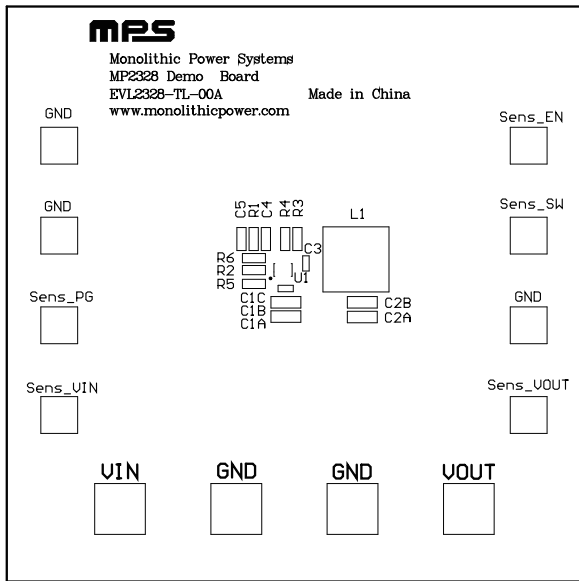 mps
Monolithic Power Systems
MP2328 Demo Board
EVL2328-TL-00A Made in China
www.monolithicpower.com
GND
Sens_EN
GND
Sens_SW
C5
R1
C4
R4
R3
L1
C3
R6
R2
U1
R5
Sens_PG
GND
C1C
C2B
C1B
C1A
C2A
Sens_VIN
Sens_VOUT
VIN GND GND VOUT